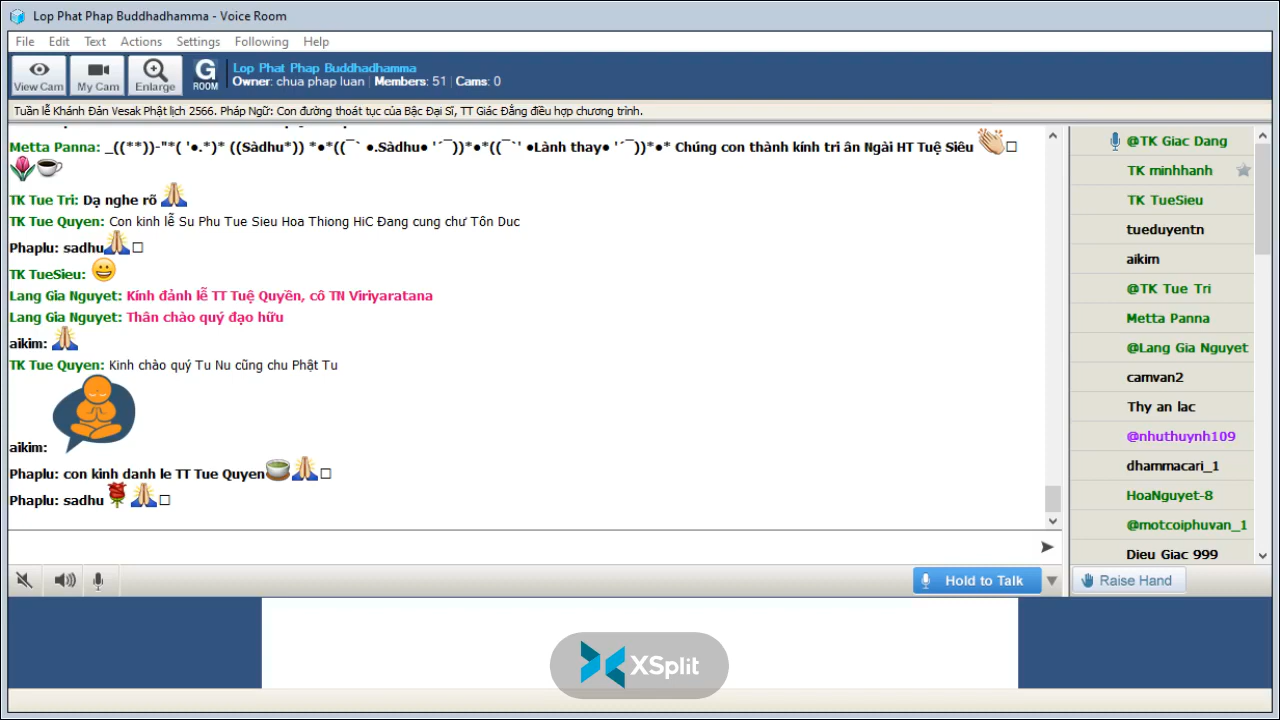 Lop Phat Phap Buddhadhamma - Voice Room
File Edit Text Actions Settings Following Help
View Cam My Cam Enlarge G ROOM
Lop Phat Phap Buddhadhamma
Owner: chua phap luan | Members: 51 | Cams: 0
Tuần lễ Khánh Đản Vesak Phật lịch 2566. Pháp Ngữ: Con đường thoát tục của Bậc Đại Sĩ, TT Giác Đẳng điều hợp chương trình.
Metta Panna: _((**))-"*( '●.*)* ((Sàdhu*)) *●*((¯` ●.Sàdhu● '´¯))*●*((¯`' ●Lành thay● '´¯))*●* Chúng con thành kính tri ân Ngài HT Tuệ Siêu 👏□
🌷☕
TK Tue Tri: Dạ nghe rõ 🙏
TK Tue Quyen: Con kinh lễ Su Phu Tue Sieu Hoa Thiong HiC Đang cung chư Tôn Duc
Phaplu: sadhu🙏□
TK TueSieu: 😀
Lang Gia Nguyet: Kính đảnh lễ TT Tuệ Quyền, cô TN Viriyaratana
Lang Gia Nguyet: Thân chào quý đạo hữu
aikim: 🙏
TK Tue Quyen: Kinh chào quý Tu Nu cũng chu Phật Tu
aikim:
Phaplu: con kinh danh le TT Tue Quyen🍵🙏□
Phaplu: sadhu 🌹🙏□
@TK Giac Dang
TK minhhanh
TK TueSieu
tueduyentn
aikim
@TK Tue Tri
Metta Panna
@Lang Gia Nguyet
camvan2
Thy an lac
@nhuthuynh109
dhammacari_1
HoaNguyet-8
@motcoiphuvan_1
Dieu Giac 999
Hold to Talk
Raise Hand
XSplit